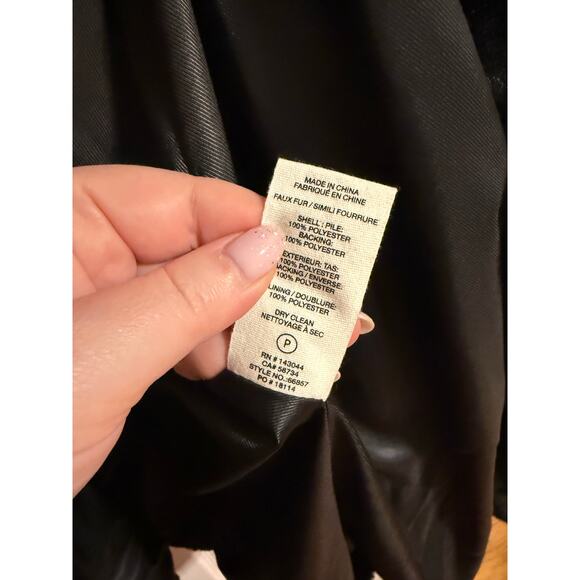 MADE IN CHINA
FABRIQUÉ EN CHINE
FAUX FUR / SIMILI FOURRURE
SHELL: PILE:
100% POLYESTER
BACKING:
100% POLYESTER
EXTERIEUR: TAS:
100% POLYESTER
BACKING / ENVERSE:
100% POLYESTER
LINING / DOUBLURE:
100% POLYESTER
DRY CLEAN
NETTOYAGE À SEC
P
RN # 143044
CA# 58734
STYLE NO.:66857
PO # 18114